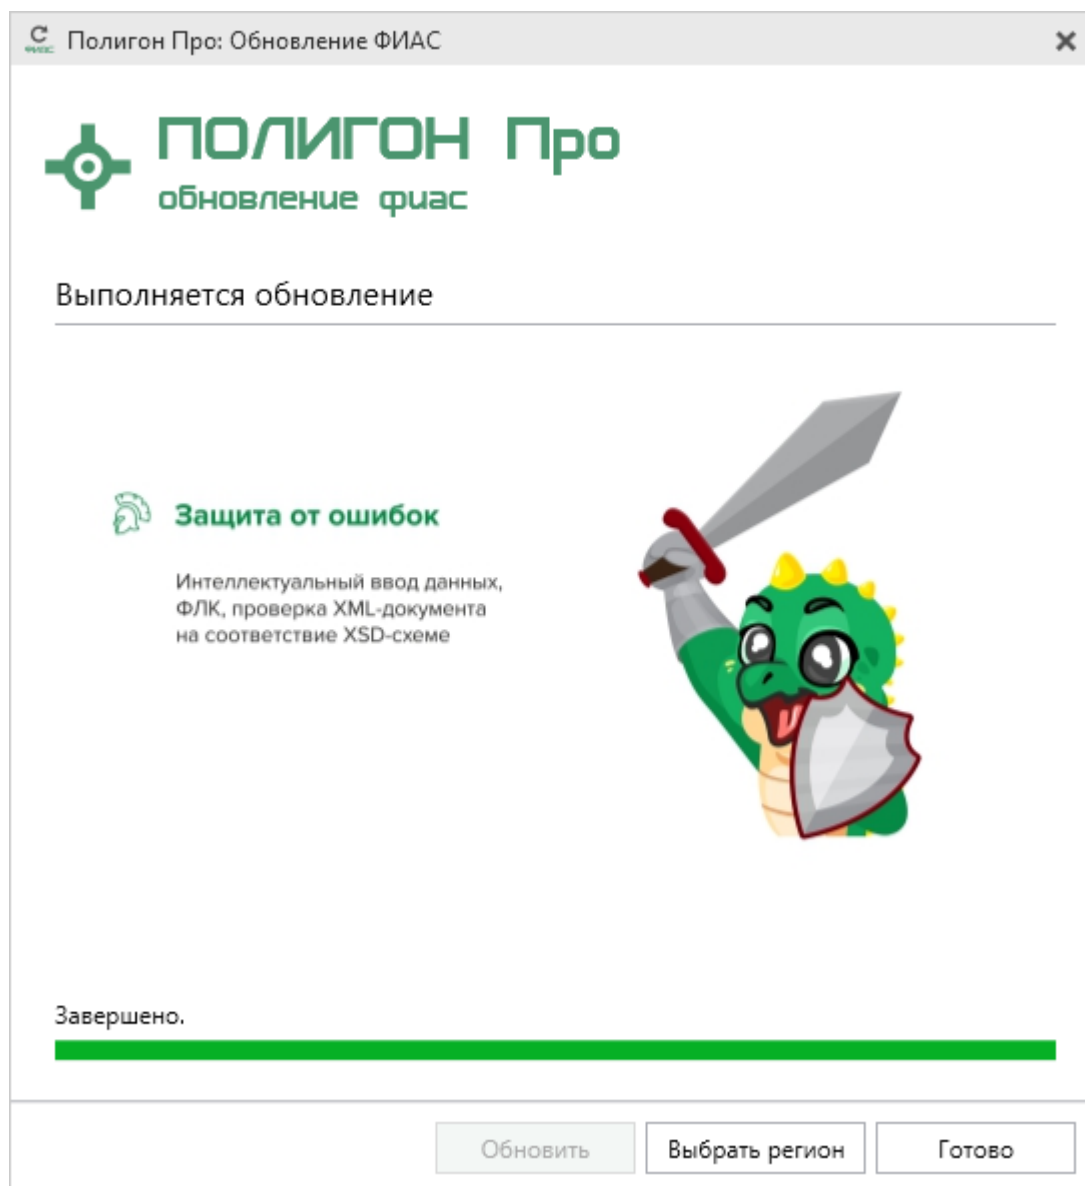 Полигон Про: Обновление ФИАС
ПОЛИГОН Про
обновление фиас
Выполняется обновление
Защита от ошибок
Интеллектуальный ввод данных,
ФЛК, проверка XML-документа
на соответствие XSD-схеме
Завершено.
Обновить
Выбрать регион
Готово